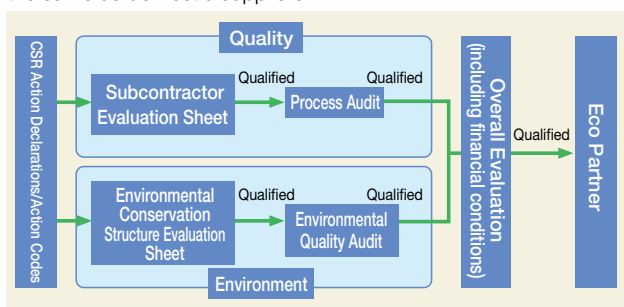 CSR Action Declarations/Action Codes
Quality
Subcontractor
Evaluation Sheet
Qualified
Process Audit
Qualified
Environmental
Conservation
Structure Evaluation
Sheet
Qualified
Environmental
Quality Audit
Qualified
Environment
Overall Evaluation
(including financial conditions)
Qualified
Eco Partner